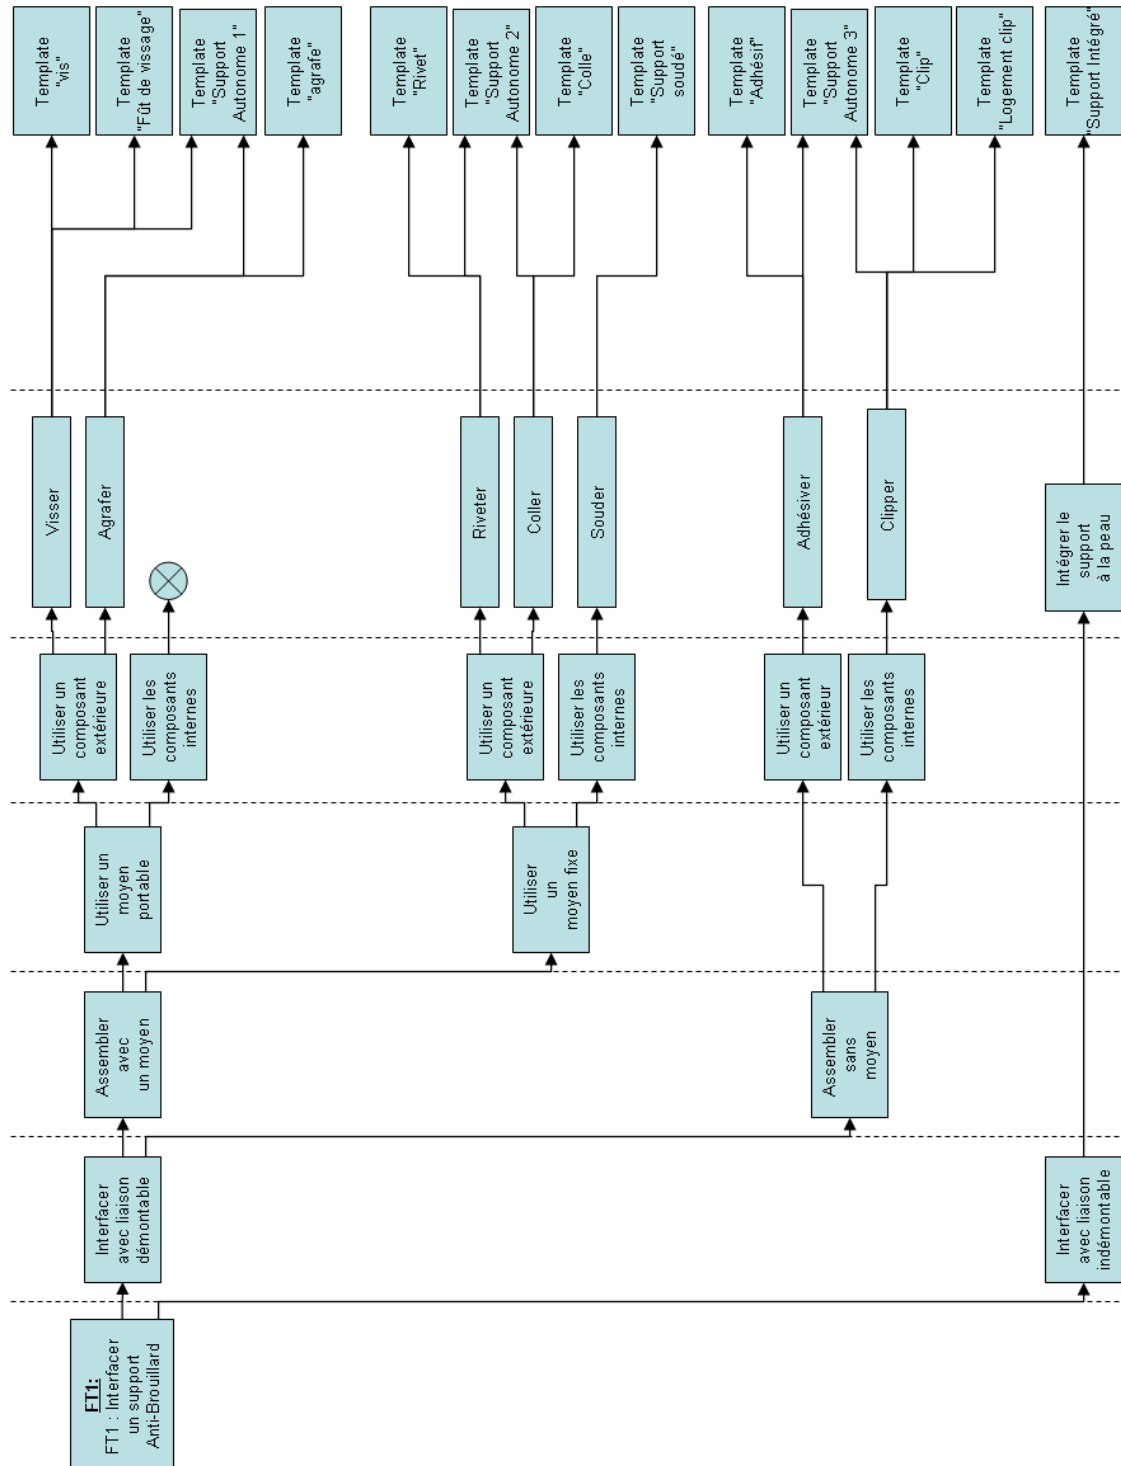 FT1:
FT1 : Interfacer
un support
Anti-Brouillard
Interfacer
avec liaison
démontable
Interfacer
avec liaison
indémontable
Assembler
avec
un moyen
Assembler
sans
moyen
Utiliser un
moyen
portable
Utiliser
un
moyen fixe
Utiliser un
composant
extérieure
Utiliser les
composants
internes
Utiliser un
composant
extérieure
Utiliser les
composants
internes
Utiliser un
composant
extérieur
Utiliser les
composants
internes
Visser
Agrafer
Riveter
Coller
Souder
Adhésiver
Clipper
Intégrer le
support
à la peau
Template
"vis"
Template
"Fût de vissage"
Template
"Support
Autonome 1"
Template
"agrafe"
Template
"Rivet"
Template
"Support
Autonome 2"
Template
"Colle"
Template
"Support
soudé"
Template
"Adhésif"
Template
"Support
Autonome 3"
Template
"Clip"
Template
"Logement clip"
Template
"Support Intégré"